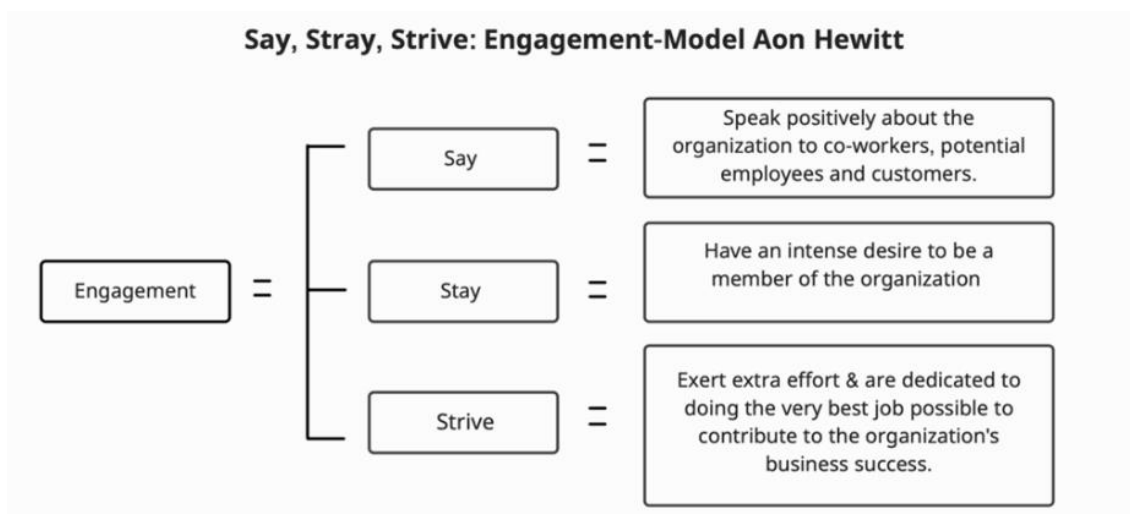 Say, Stray, Strive: Engagement-Model Aon Hewitt
Say
=
Speak positively about the
organization to co-workers, potential
employees and customers.
Engagement
=
Stay
=
Have an intense desire to be a
member of the organization
Strive
=
Exert extra effort & are dedicated to
doing the very best job possible to
contribute to the organization's
business success.